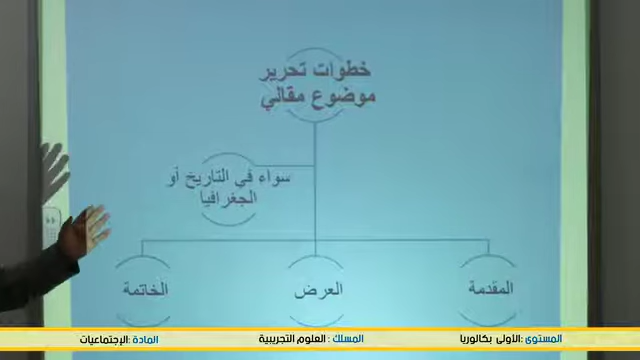 خطوات تحرير
موضوع مقالي
سواء في التاريخ أو
الجغرافيا
المقدمة
العرض
الخاتمة
المستوى :الأولى بكالوريا
المسلك : العلوم التجريبية
المادة :الإجتماعيات